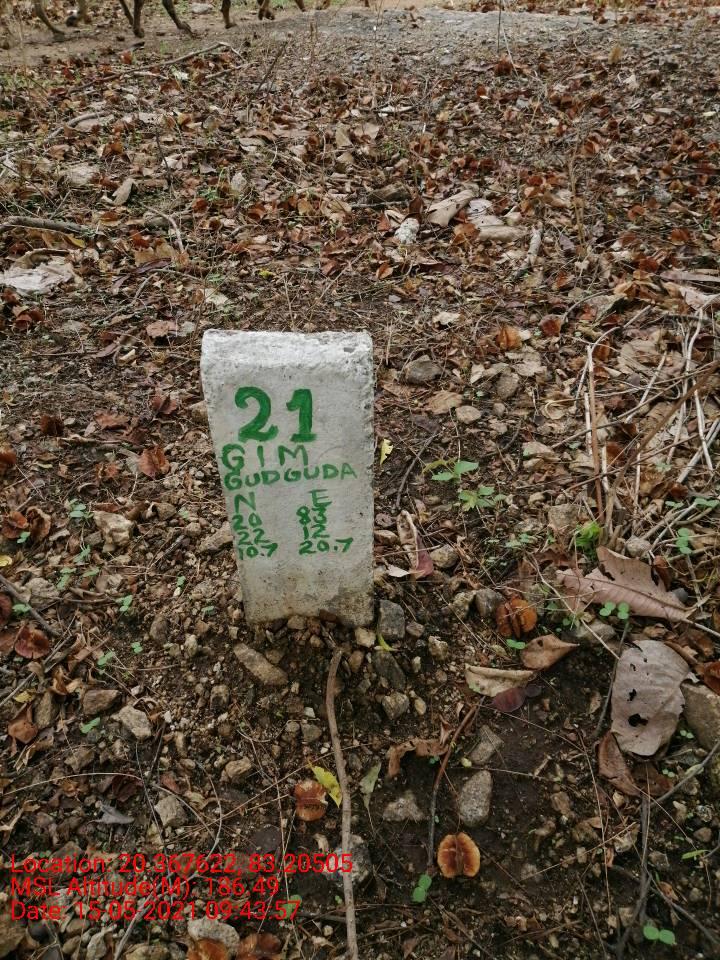 21
GIM
GUDGUDA
N E
20 83
22 12
10.7 20.7
Location: 20.367622, 83.20505
MSL Altitude(M): 186.49
Date: 15-05-2021 09:43:57